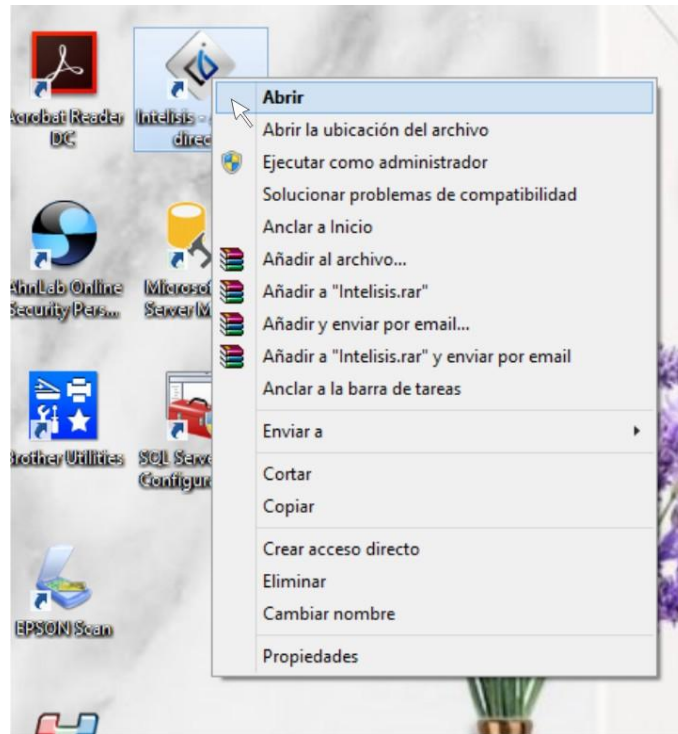 Acrobat Reader
DC
Intelisis -
direc
Abrir
Abrir la ubicación del archivo
Ejecutar como administrador
Solucionar problemas de compatibilidad
Anclar a Inicio
Añadir al archivo...
Añadir a "Intelisis.rar"
Añadir y enviar por email...
Añadir a "Intelisis.rar" y enviar por email
Anclar a la barra de tareas
Enviar a
Cortar
Copiar
Crear acceso directo
Eliminar
Cambiar nombre
Propiedades
AhnLab Online
Security Pers...
Microsof
Server M
Brother Utilities
SQL Serve
Configur
EPSON Scan